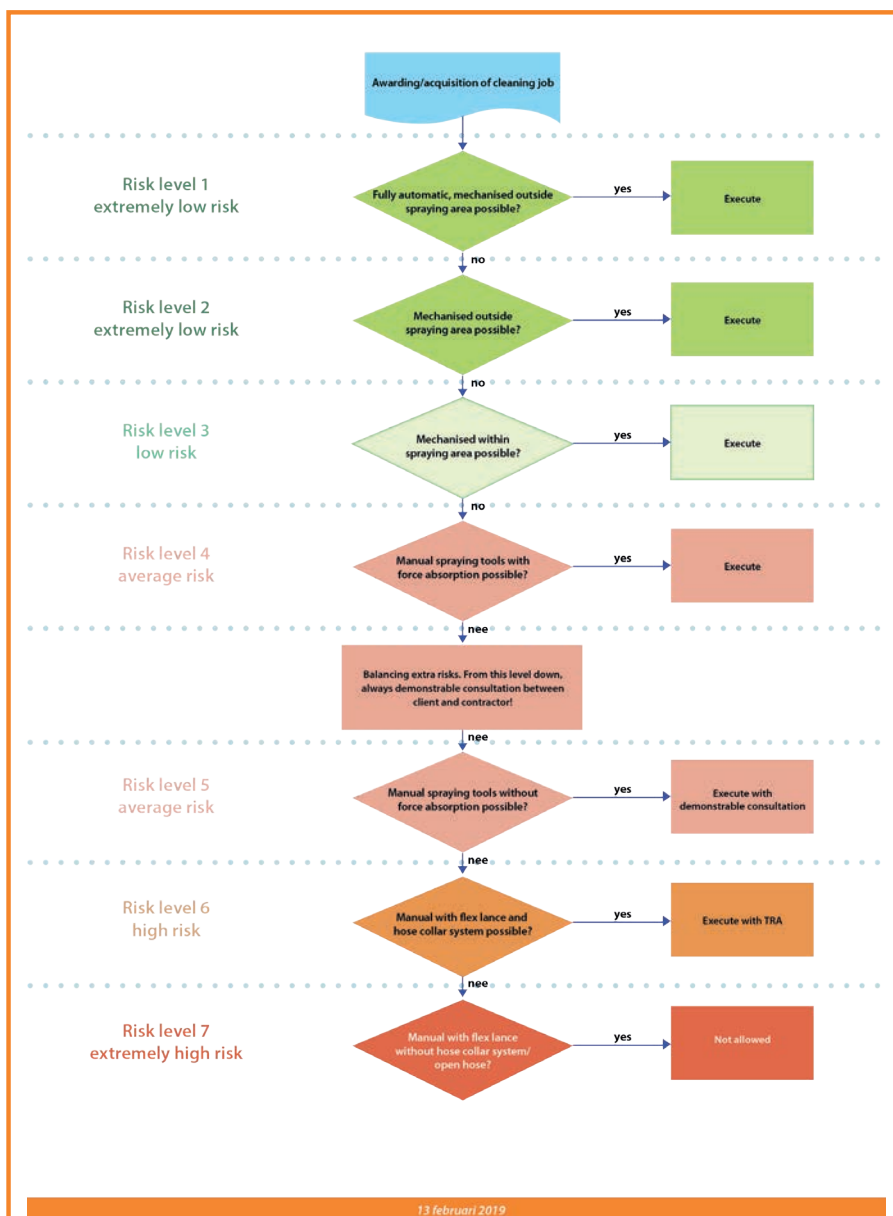 Awarding/acquisition of cleaning job
Risk level 1
extremely low risk
Fully automatic, mechanised outside
spraying area possible?
yes
Execute
no
Risk level 2
extremely low risk
Mechanised outside
spraying area possible?
yes
Execute
no
Risk level 3
low risk
Mechanised within
spraying area possible?
yes
Execute
no
Risk level 4
average risk
Manual spraying tools with
force absorption possible?
yes
Execute
nee
Balancing extra risks. From this level down,
always demonstrable consultation between
client and contractor!
nee
Risk level 5
average risk
Manual spraying tools without
force absorption possible?
yes
Execute with
demonstrable consultation
nee
Risk level 6
high risk
Manual with flex lance and
hose collar system possible?
yes
Execute with TRA
nee
Risk level 7
extremely high risk
Manual with flex lance
without hose collar system/
open hose?
yes
Not allowed
13 februari 2019